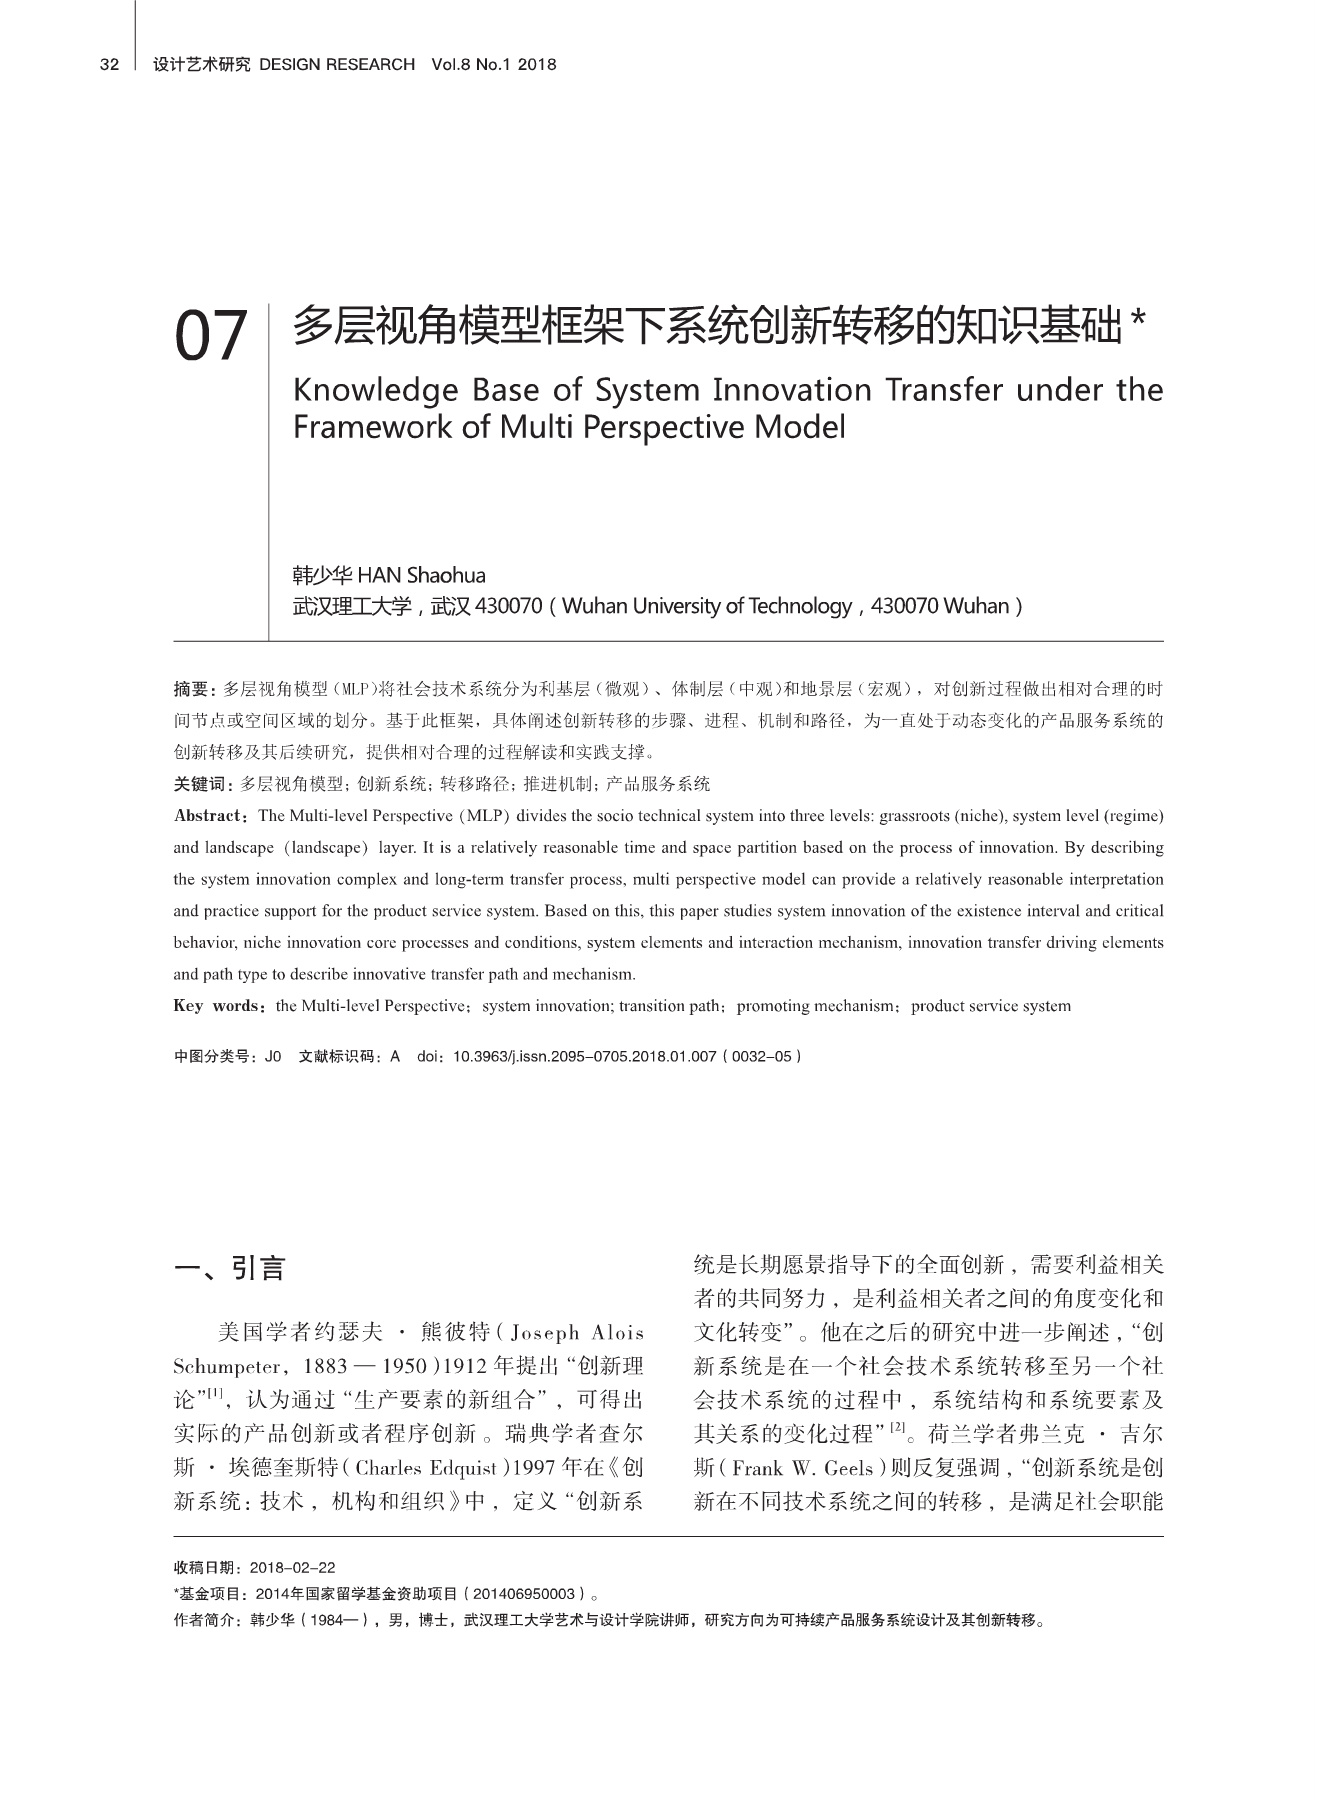 32 设计艺术研究 DESIGN RESEARCH Vol.8 No.1 2018
07
多层视角模型框架下系统创新转移的知识基础*
Knowledge Base of System Innovation Transfer under the
Framework of Multi Perspective Model
韩少华 HAN Shaohua
武汉理工大学，武汉 430070（Wuhan University of Technology，430070 Wuhan）
摘要：多层视角模型（MLP）将社会技术系统分为利基层（微观）、体制层（中观）和地景层（宏观），对创新过程做出相对合理的时
间节点或空间区域的划分。基于此框架，具体阐述创新转移的步骤、进程、机制和路径，为一直处于动态变化的产品服务系统的
创新转移及其后续研究，提供相对合理的过程解读和实践支撑。
关键词：多层视角模型；创新系统；转移路径；推进机制；产品服务系统
Abstract：The Multi-level Perspective（MLP）divides the socio technical system into three levels: grassroots (niche), system level (regime)
and landscape（landscape）layer. It is a relatively reasonable time and space partition based on the process of innovation. By describing
the system innovation complex and long-term transfer process, multi perspective model can provide a relatively reasonable interpretation
and practice support for the product service system. Based on this, this paper studies system innovation of the existence interval and critical
behavior, niche innovation core processes and conditions, system elements and interaction mechanism, innovation transfer driving elements
and path type to describe innovative transfer path and mechanism.
Key words：the Multi-level Perspective；system innovation; transition path；promoting mechanism；product service system
中图分类号：J0 文献标识码：A doi：10.3963/j.issn.2095–0705.2018.01.007（0032–05）
一、引言
美国学者约瑟夫·熊彼特（Joseph Alois
Schumpeter，1883—1950）1912年提出“创新理
论”[1]，认为通过“生产要素的新组合”，可得出
实际的产品创新或者程序创新。瑞典学者查尔
斯·埃德奎斯特（Charles Edquist）1997年在《创
新系统：技术，机构和组织》中，定义“创新系
统是长期愿景指导下的全面创新，需要利益相关
者的共同努力，是利益相关者之间的角度变化和
文化转变”。他在之后的研究中进一步阐述，“创
新系统是在一个社会技术系统转移至另一个社
会技术系统的过程中，系统结构和系统要素及
其关系的变化过程”[2]。荷兰学者弗兰克·吉尔
斯（Frank W. Geels）则反复强调，“创新系统是创
新在不同技术系统之间的转移，是满足社会职能
收稿日期：2018–02–22
*基金项目：2014年国家留学基金资助项目（201406950003）。
作者简介：韩少华（1984—），男，博士，武汉理工大学艺术与设计学院讲师，研究方向为可持续产品服务系统设计及其创新转移。